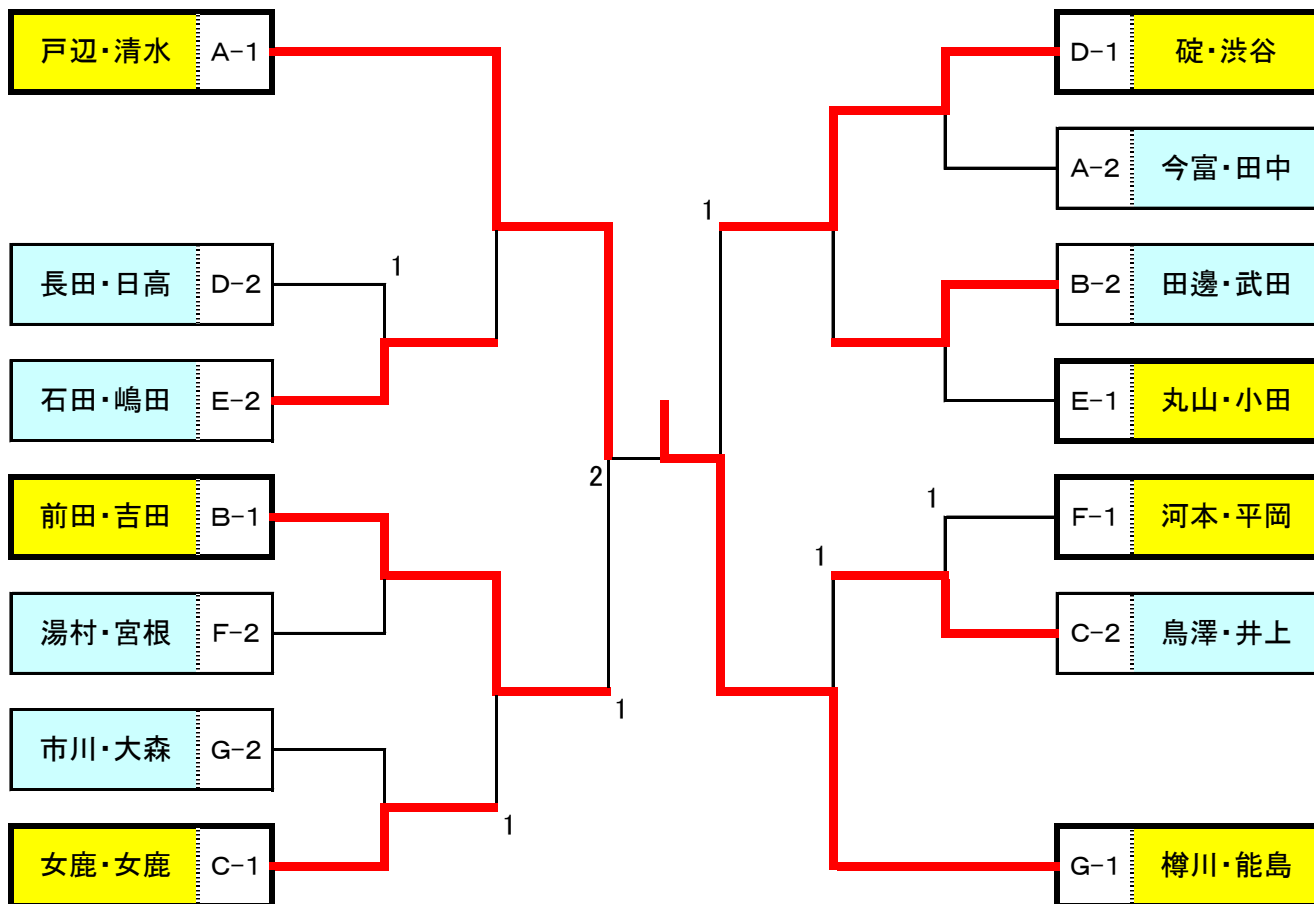 戸辺・清水 A-1
長田・日高 D-2
1
石田・嶋田 E-2
前田・吉田 B-1
湯村・宮根 F-2
市川・大森 G-2
女鹿・女鹿 C-1
1
1
2
1
D-1 碇・渋谷
A-2 今富・田中
B-2 田邊・武田
E-1 丸山・小田
1
F-1 河本・平岡
1
C-2 鳥澤・井上
G-1 樽川・能島